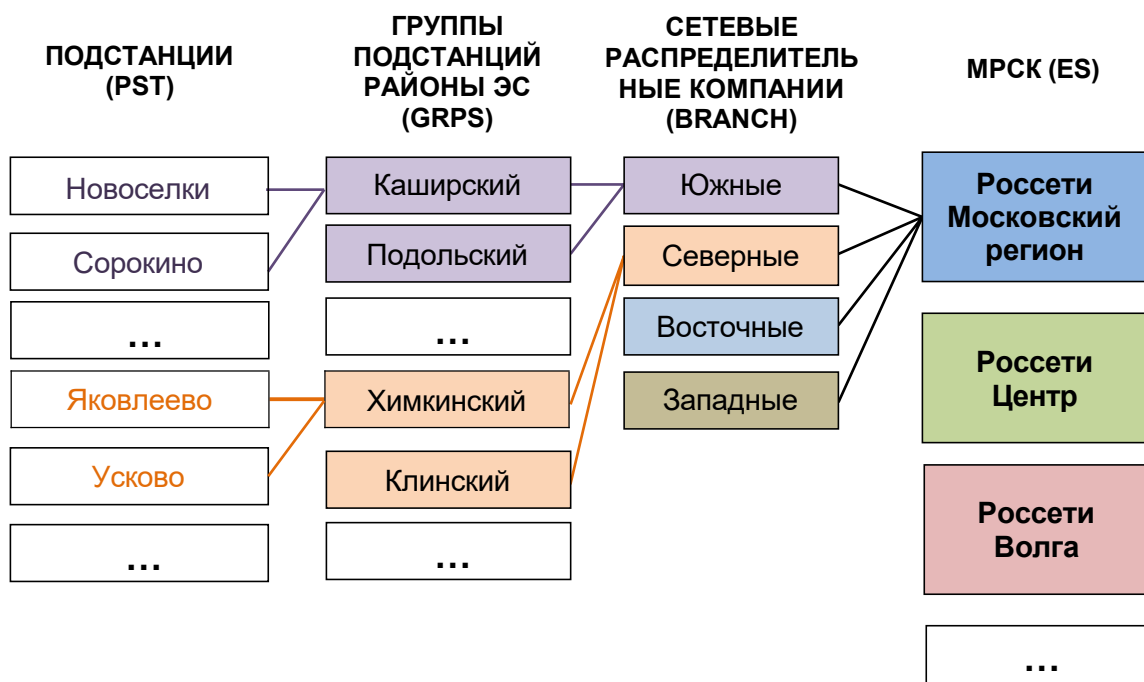 ПОДСТАНЦИИ
(PST)
ГРУППЫ
ПОДСТАНЦИЙ
РАЙОНЫ ЭС
(GRPS)
СЕТЕВЫЕ
РАСПРЕДЕЛИТЕЛЬ
НЫЕ КОМПАНИИ
(BRANCH)
МРСК (ES)
Новоселки
Сорокино
...
Яковлеево
Усково
...
Каширский
Подольский
...
Химкинский
Клинский
...
Южные
Северные
Восточные
Западные
Россети
Московский
регион
Россети
Центр
Россети
Волга
...